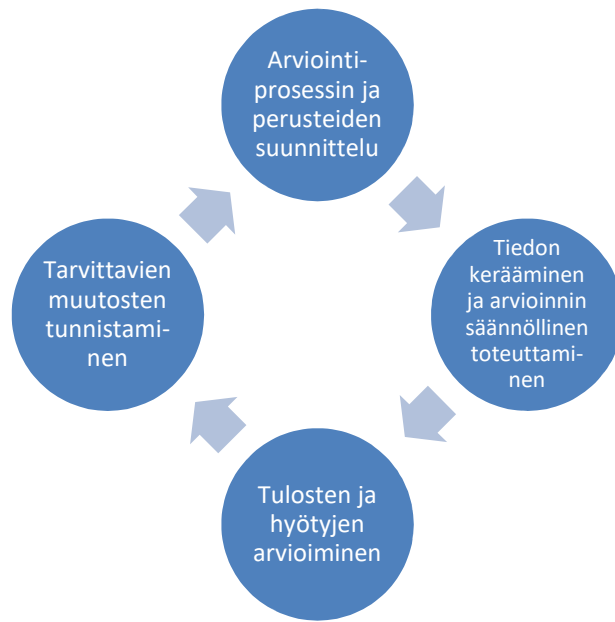 Arviointi-
prosessin ja
perusteiden
suunnittelu
Tiedon
kerääminen
ja arvioinnin
säännöllinen
toteuttami-
nen
Tulosten ja
hyötyjen
arvioiminen
Tarvittavien
muutosten
tunnistami-
nen